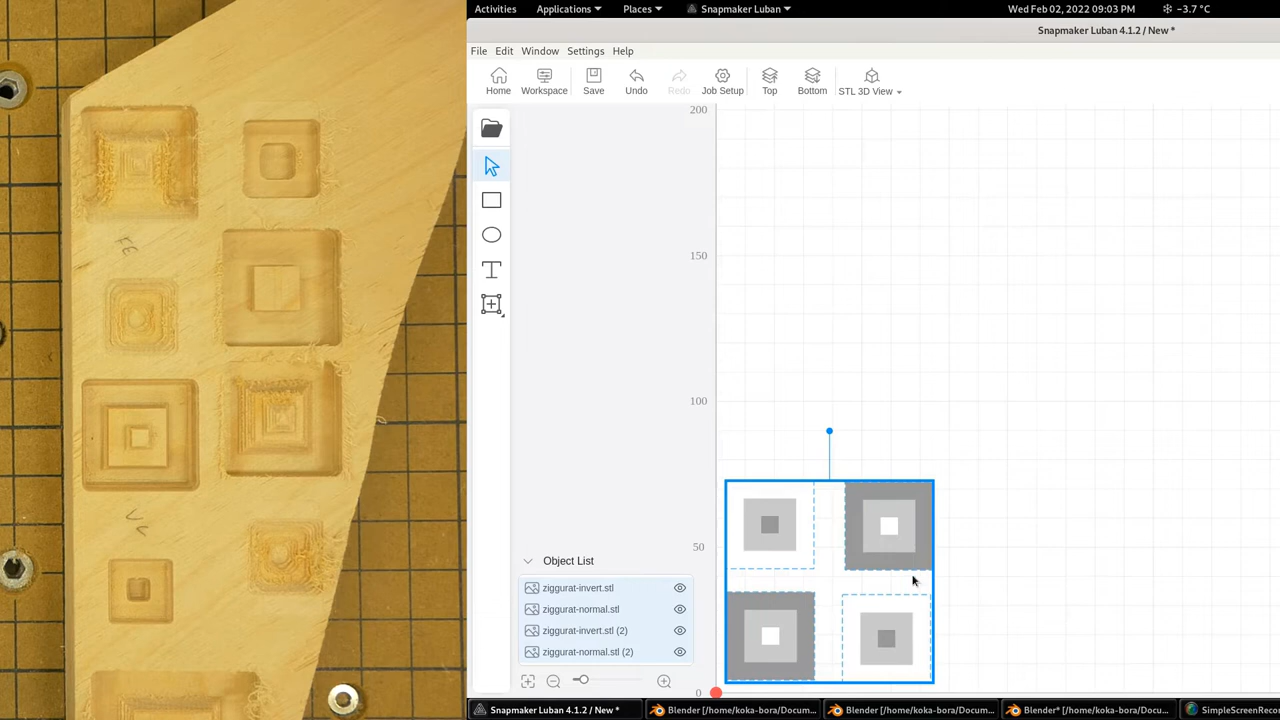 Activities
Applications
Places
Snapmaker Luban
Wed Feb 02, 2022 09:03 PM
−3.7 °C
Snapmaker Luban 4.1.2 / New *
File Edit Window Settings Help
Home Workspace Save Undo Redo Job Setup Top Bottom STL 3D View
200
150
100
50
0
Object List
ziggurat-invert.stl
ziggurat-normal.stl
ziggurat-invert.stl (2)
ziggurat-normal.stl (2)
Snapmaker Luban 4.1.2 / New *
Blender [/home/koka-bora/Docum...
Blender [/home/koka-bora/Docum...
Blender* [/home/koka-bora/Docu...
SimpleScreenReco